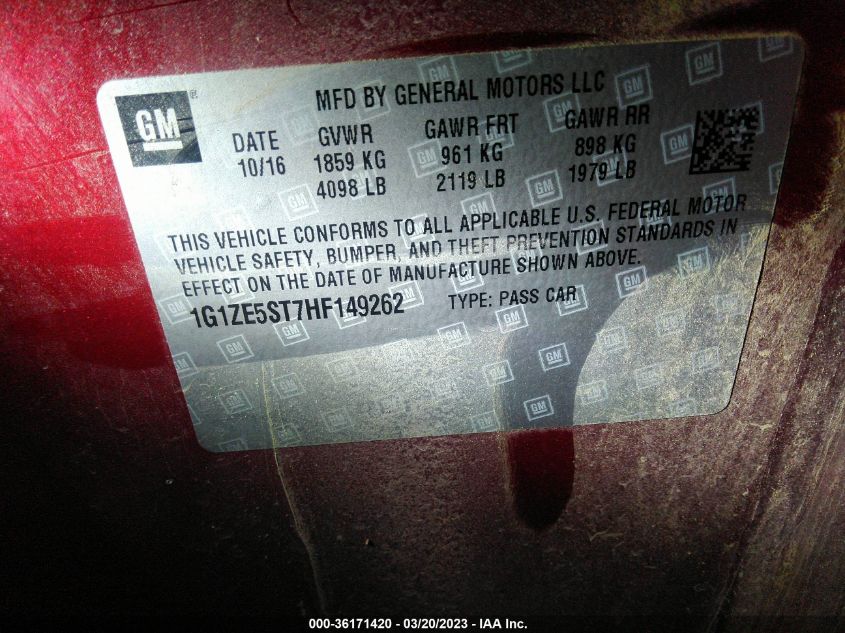 GM
MFD BY GENERAL MOTORS LLC
DATE GVWR GAWR FRT GAWR RR
10/16 1859 KG 961 KG 898 KG
4098 LB 2119 LB 1979 LB
THIS VEHICLE CONFORMS TO ALL APPLICABLE U.S. FEDERAL MOTOR
VEHICLE SAFETY, BUMPER, AND THEFT PREVENTION STANDARDS IN
EFFECT ON THE DATE OF MANUFACTURE SHOWN ABOVE.
1G1ZE5ST7HF149262 TYPE: PASS CAR
000-36171420 - 03/20/2023 - IAA Inc.